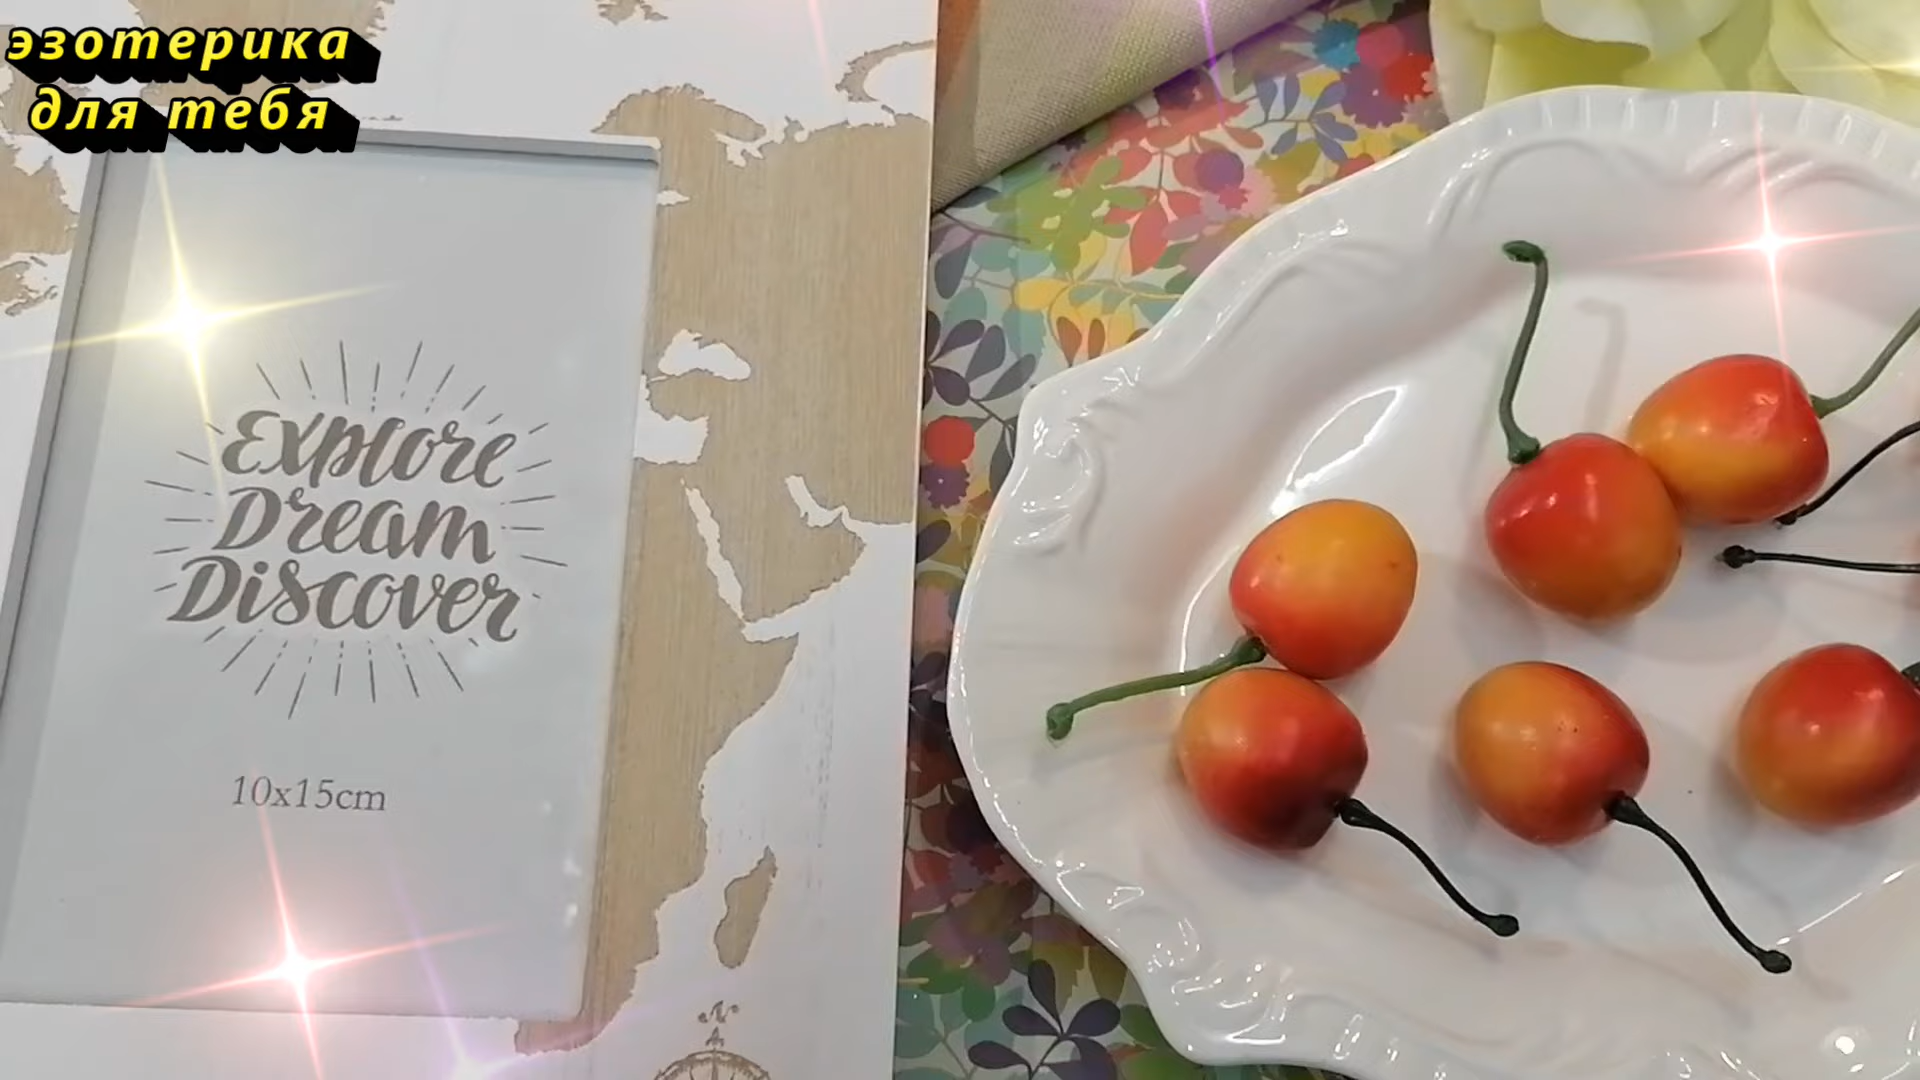 эзотерика
для тебя
Explore
Dream
Discover
10x15cm